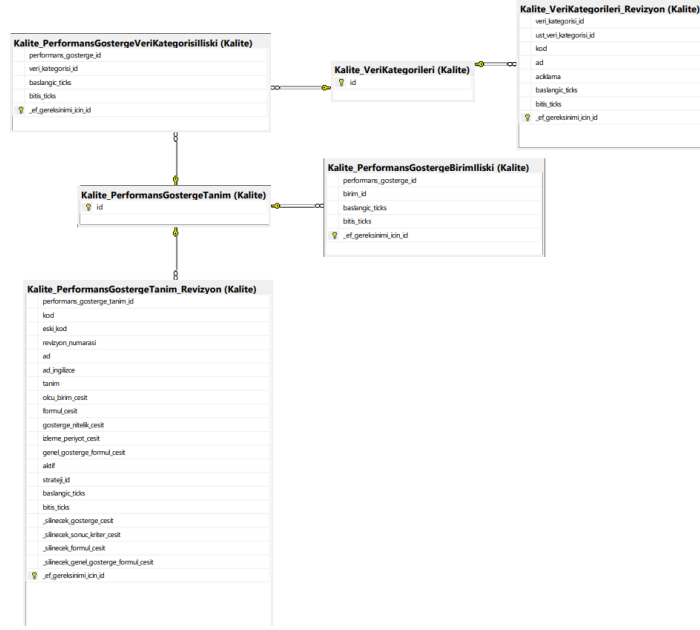 Kalite_VeriKategorileri_Revizyon (Kalite)
veri_kategorisi_id
ust_veri_kategorisi_id
kod
ad
aciklama
baslangic_ticks
bitis_ticks
_ef_gereksinimi_icin_id
Kalite_PerformansGostergeVeriKategorisiIliski (Kalite)
performans_gosterge_id
veri_kategorisi_id
baslangic_ticks
bitis_ticks
_ef_gereksinimi_icin_id
Kalite_VeriKategorileri (Kalite)
id
Kalite_PerformansGostergeTanim (Kalite)
id
Kalite_PerformansGostergeBirimIliski (Kalite)
performans_gosterge_id
birim_id
baslangic_ticks
bitis_ticks
_ef_gereksinimi_icin_id
Kalite_PerformansGostergeTanim_Revizyon (Kalite)
performans_gosterge_tanim_id
kod
eski_kod
revizyon_numarasi
ad
ad_ingilizce
tanim
olcu_birim_cesit
formul_cesit
gosterge_nitelik_cesit
izleme_periyot_cesit
genel_gosterge_formul_cesit
aktif
strateji_id
baslangic_ticks
bitis_ticks
_silinecek_gosterge_cesit
_silinecek_sonuc_kriter_cesit
_silinecek_formul_cesit
_silinecek_genel_gosterge_formul_cesit
_ef_gereksinimi_icin_id